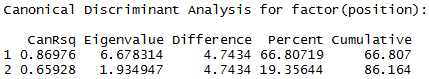 Canonical Discriminant Analysis for factor(position):
CanRsq Eigenvalue Difference Percent Cumulative
1 0.86976 6.678314 4.7434 66.80719 66.807
2 0.65928 1.934947 4.7434 19.35644 86.164